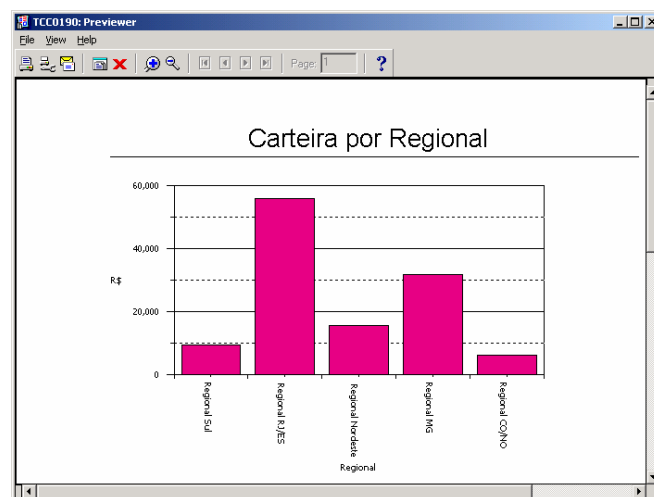 TCC0190: Previewer
File View Help
Page: 1 ?
Carteira por Regional
60,000
40,000
R$
20,000
0
Regional Sul
Regional RJ/ES
Regional Nordeste
Regional MG
Regional CO/NO
Regional